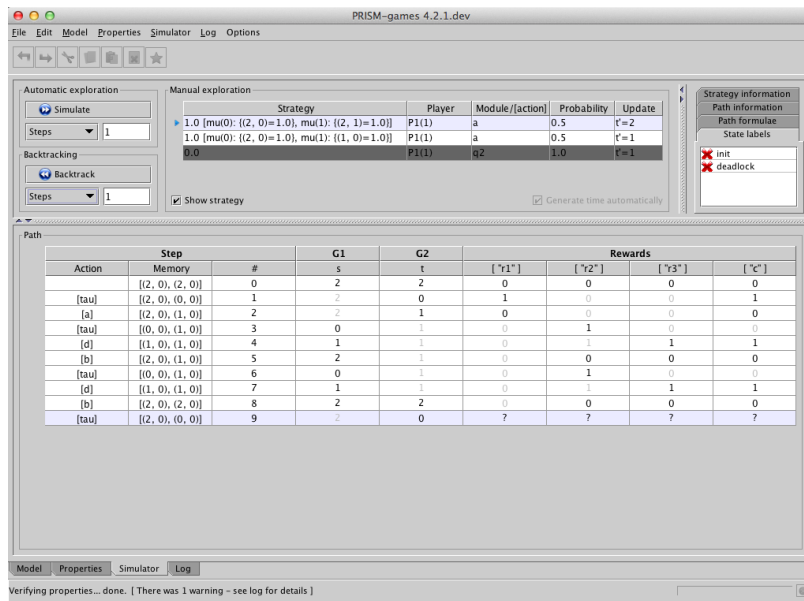 PRISM-games 4.2.1.dev
File Edit Model Properties Simulator Log Options
Automatic exploration
Simulate
Steps 1
Backtracking
Backtrack
Steps 1
Manual exploration
Strategy Player Module/[action] Probability Update
1.0 [mu(0): {(2, 0)=1.0}, mu(1): {(2, 1)=1.0}] P1(1) a 0.5 t'=2
1.0 [mu(0): {(2, 0)=1.0}, mu(1): {(1, 0)=1.0}] P1(1) a 0.5 t'=1
0.0 P1(1) q2 1.0 t'=1
Show strategy
Generate time automatically
Strategy information
Path information
Path formulae
State labels
init
deadlock
Path
Step G1 G2 Rewards
Action Memory # s t [ "r1" ] [ "r2" ] [ "r3" ] [ "c" ]
[(2, 0), (2, 0)] 0 2 2 0 0 0 0
[tau] [(2, 0), (0, 0)] 1 2 0 1 0 0 1
[a] [(2, 0), (1, 0)] 2 2 1 0 0 0 0
[tau] [(0, 0), (1, 0)] 3 0 1 0 1 0 0
[d] [(1, 0), (1, 0)] 4 1 1 0 1 1 1
[b] [(2, 0), (1, 0)] 5 2 1 0 0 0 0
[tau] [(0, 0), (1, 0)] 6 0 1 0 1 0 0
[d] [(1, 0), (1, 0)] 7 1 1 0 1 1 1
[b] [(2, 0), (2, 0)] 8 2 2 0 0 0 0
[tau] [(2, 0), (0, 0)] 9 2 0 ? ? ? ?
Model Properties Simulator Log
Verifying properties... done. [ There was 1 warning - see log for details ]